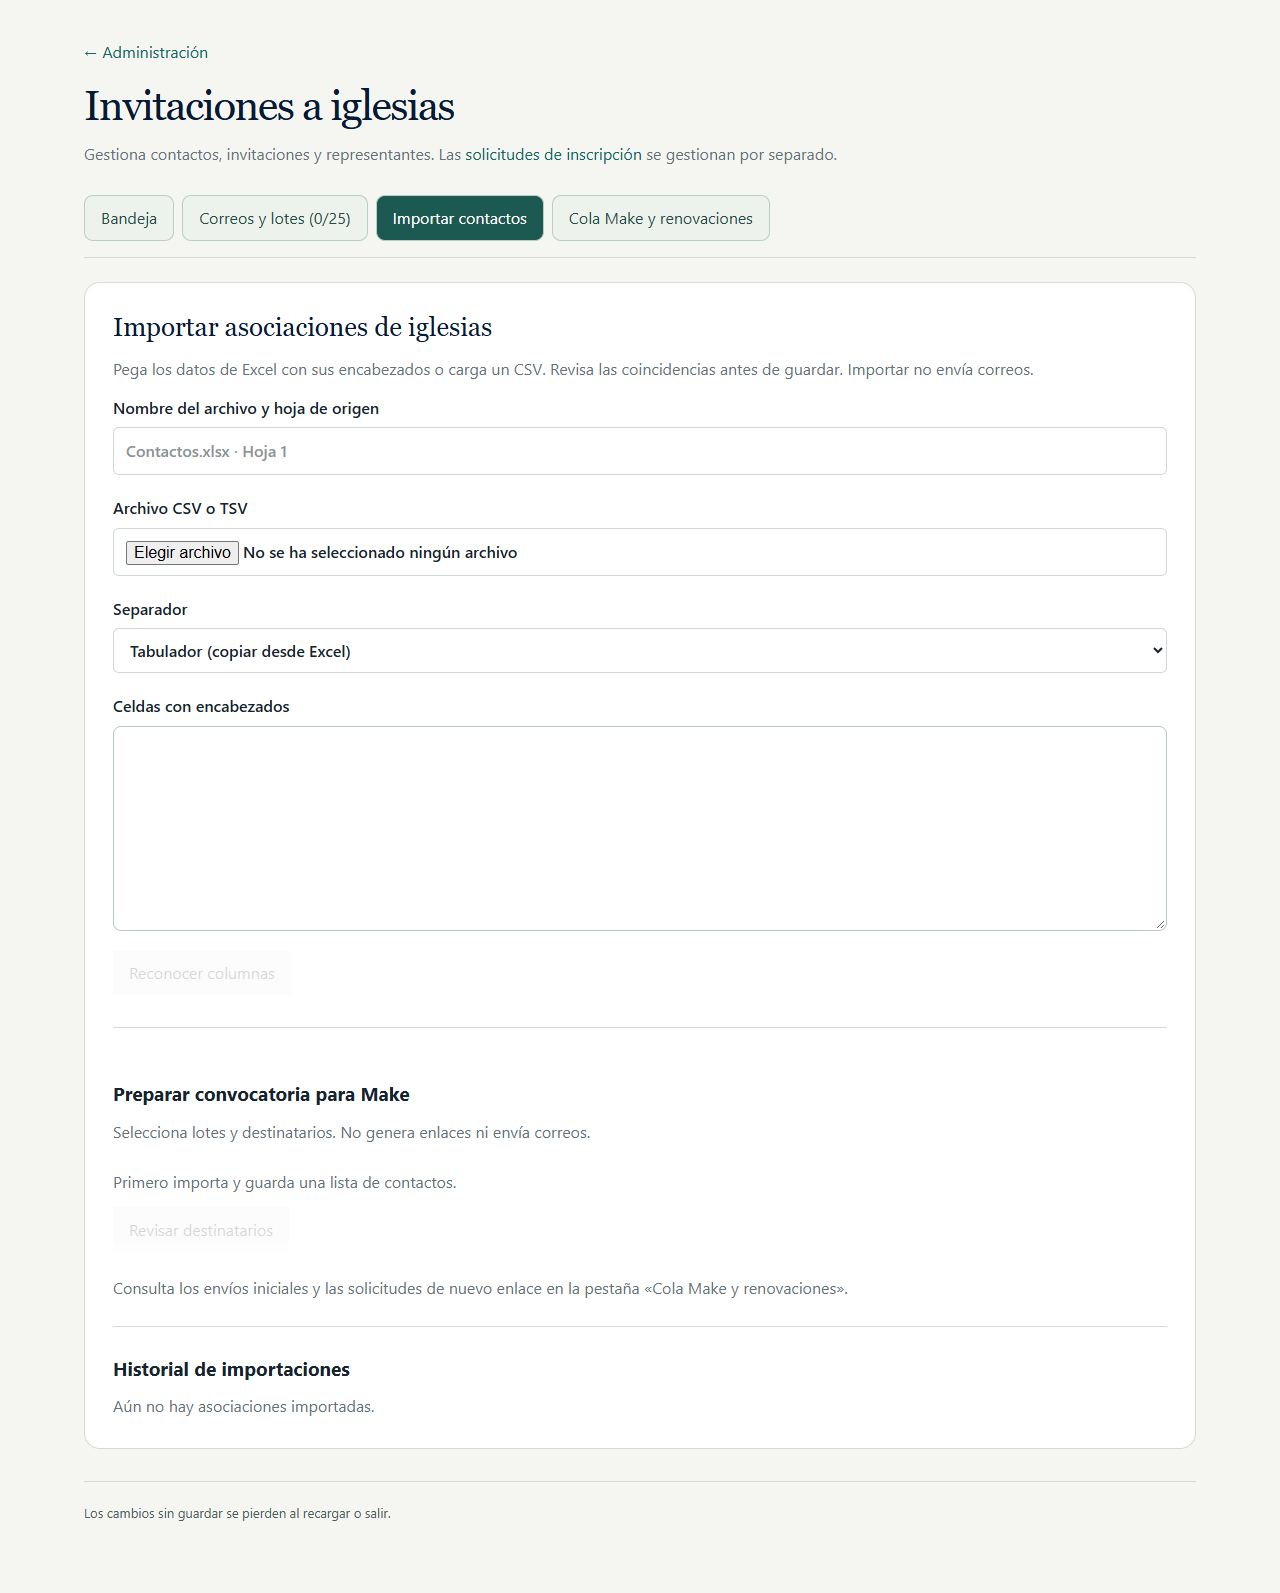 ← Administración
Invitaciones a iglesias
Gestiona contactos, invitaciones y representantes. Las solicitudes de inscripción se gestionan por separado.
Bandeja
Correos y lotes (0/25)
Importar contactos
Cola Make y renovaciones
Importar asociaciones de iglesias
Pega los datos de Excel con sus encabezados o carga un CSV. Revisa las coincidencias antes de guardar. Importar no envía correos.
Nombre del archivo y hoja de origen
Contactos.xlsx · Hoja 1
Archivo CSV o TSV
Elegir archivo No se ha seleccionado ningún archivo
Separador
Tabulador (copiar desde Excel)
Celdas con encabezados
Reconocer columnas
Preparar convocatoria para Make
Selecciona lotes y destinatarios. No genera enlaces ni envía correos.
Primero importa y guarda una lista de contactos.
Revisar destinatarios
Consulta los envíos iniciales y las solicitudes de nuevo enlace en la pestaña «Cola Make y renovaciones».
Historial de importaciones
Aún no hay asociaciones importadas.
Los cambios sin guardar se pierden al recargar o salir.